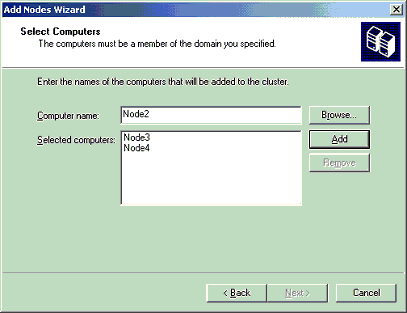 Add Nodes Wizard
Select Computers
The computers must be a member of the domain you specified.
Enter the names of the computers that will be added to the cluster.
Computer name:
Node2
Browse...
Selected computers:
Node3
Node4
Add
Remove
< Back
Next >
Cancel